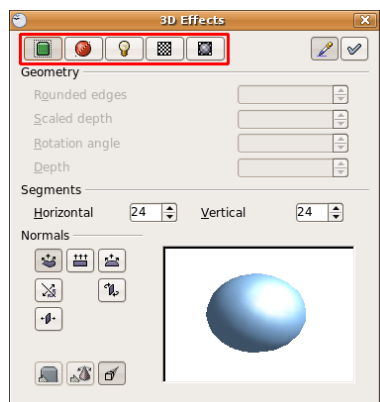 3D Effects
Geometry
Rounded edges
Scaled depth
Rotation angle
Depth
Segments
Horizontal 24 Vertical 24
Normals